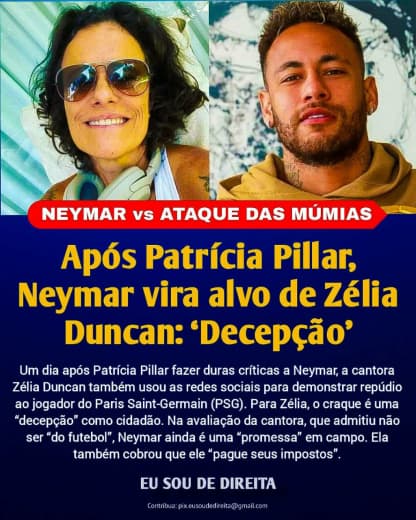 NEYMAR vs ATAQUE DAS MÚMIAS
Após Patrícia Pillar,
Neymar vira alvo de Zélia
Duncan: ‘Decepção’
Um dia após Patrícia Pillar fazer duras críticas a Neymar, a cantora
Zélia Duncan também usou as redes sociais para demonstrar repúdio
ao jogador do Paris Saint-Germain (PSG). Para Zélia, o craque é uma
“decepção” como cidadão. Na avaliação da cantora, que admitiu não
ser “do futebol”, Neymar ainda é uma “promessa” em campo. Ela
também cobrou que ele “pague seus impostos”.
EU SOU DE DIREITA
Contribua: pix.eusoudedireita@gmail.com